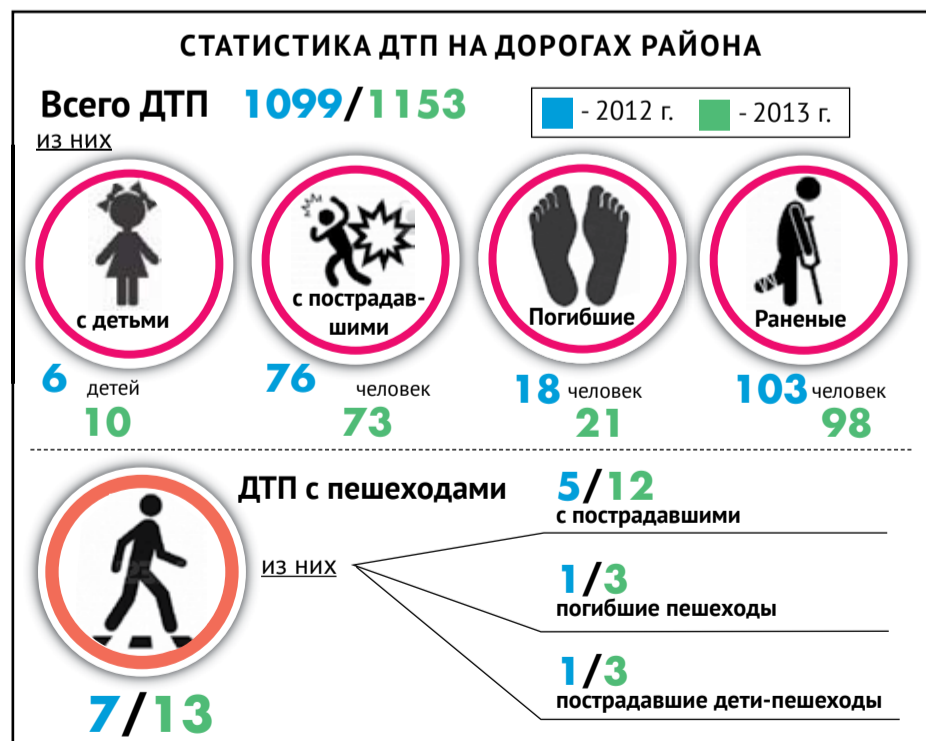 СТАТИСТИКА ДТП НА ДОРОГАХ РАЙОНА
Всего ДТП 1099/1153
из них
- 2012 г. - 2013 г.
с детьми
с пострадав-
шими
Погибшие
Раненые
6 детей
10
76 человек
73
18 человек
21
103 человек
98
ДТП с пешеходами
из них
5/12
с пострадавшими
1/3
погибшие пешеходы
1/3
пострадавшие дети-пешеходы
7/13